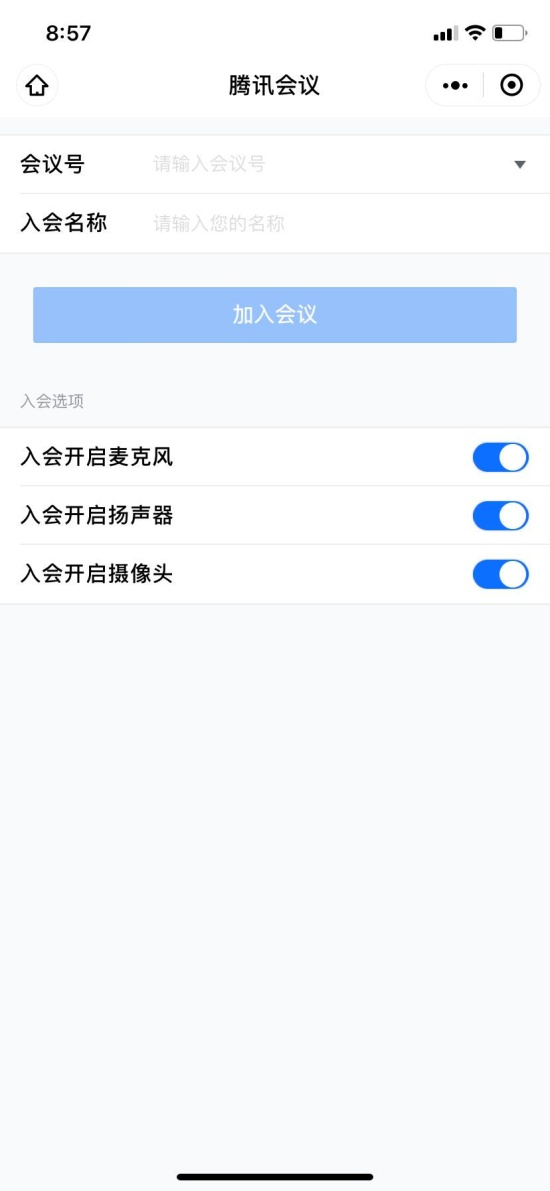 8:57
腾讯会议
会议号 请输入会议号
入会名称 请输入您的名称
加入会议
入会选项
入会开启麦克风
入会开启扬声器
入会开启摄像头